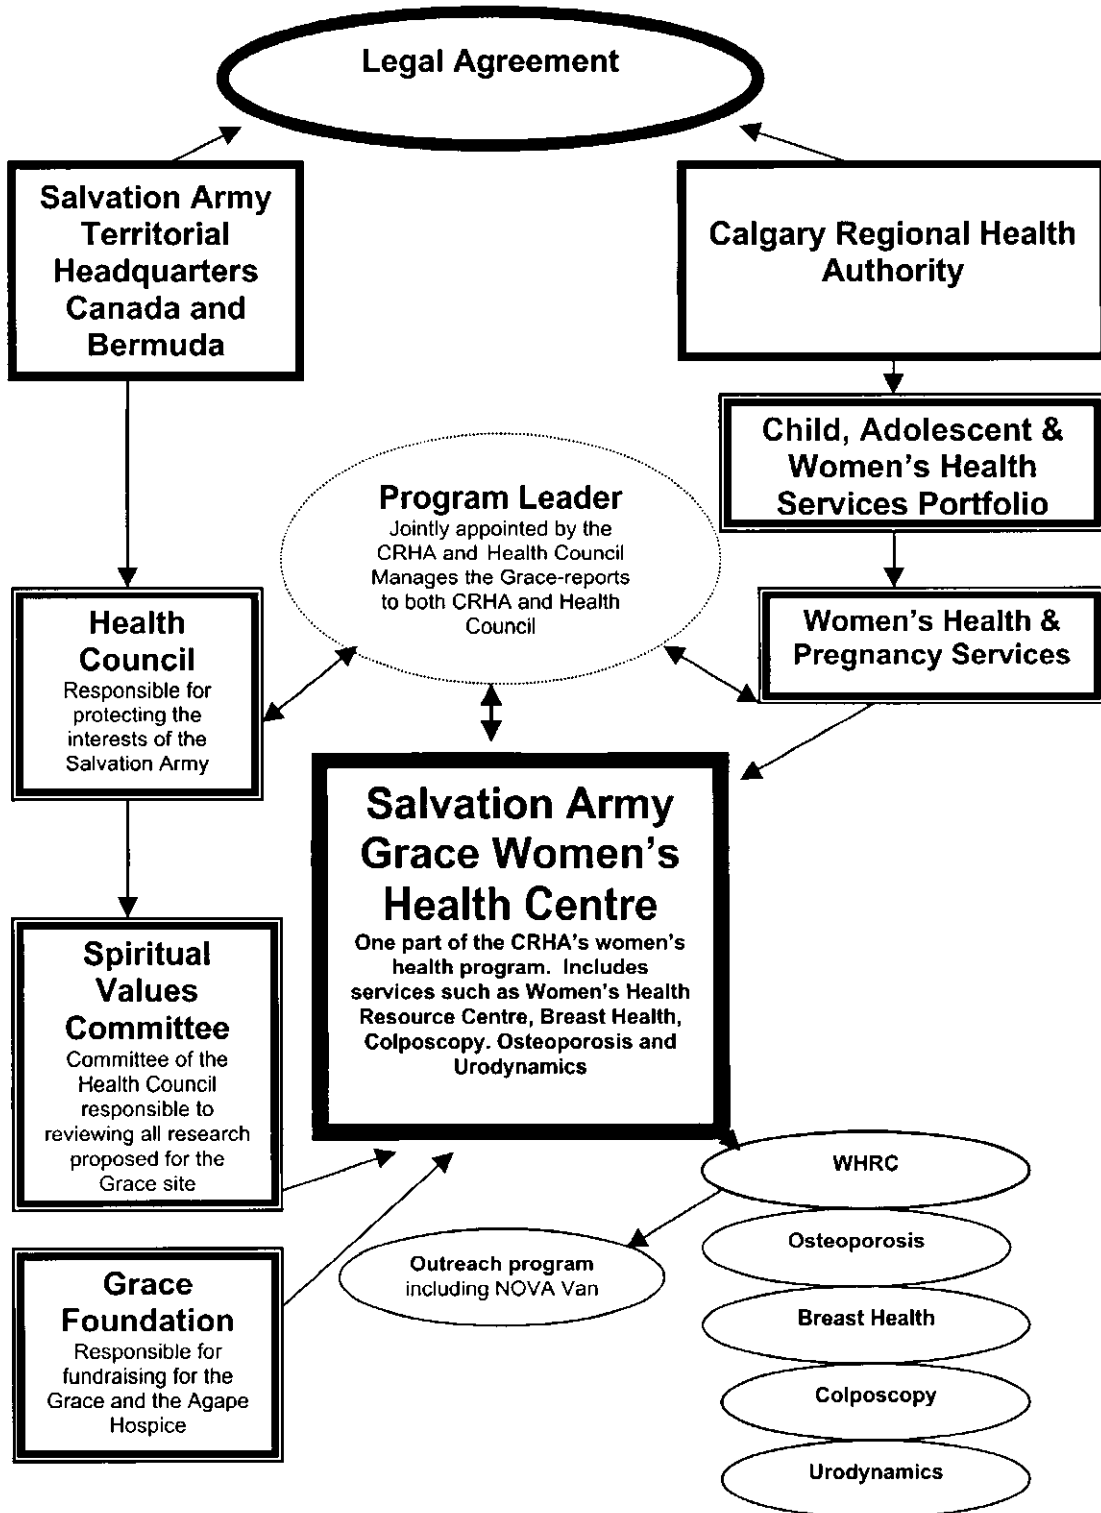 Legal Agreement
Salvation Army
Territorial
Headquarters
Canada and
Bermuda
Calgary Regional Health
Authority
Child, Adolescent &
Women's Health
Services Portfolio
Program Leader
Jointly appointed by the
CRHA and Health Council
Manages the Grace-reports
to both CRHA and Health
Council
Health
Council
Responsible for
protecting the
interests of the
Salvation Army
Women's Health &
Pregnancy Services
Salvation Army
Grace Women's
Health Centre
One part of the CRHA's women's
health program. Includes
services such as Women's Health
Resource Centre, Breast Health,
Colposcopy. Osteoporosis and
Urodynamics
Spiritual
Values
Committee
Committee of the
Health Council
responsible to
reviewing all research
proposed for the
Grace site
WHRC
Osteoporosis
Breast Health
Colposcopy
Urodynamics
Outreach program
including NOVA Van
Grace
Foundation
Responsible for
fundraising for the
Grace and the Agape
Hospice